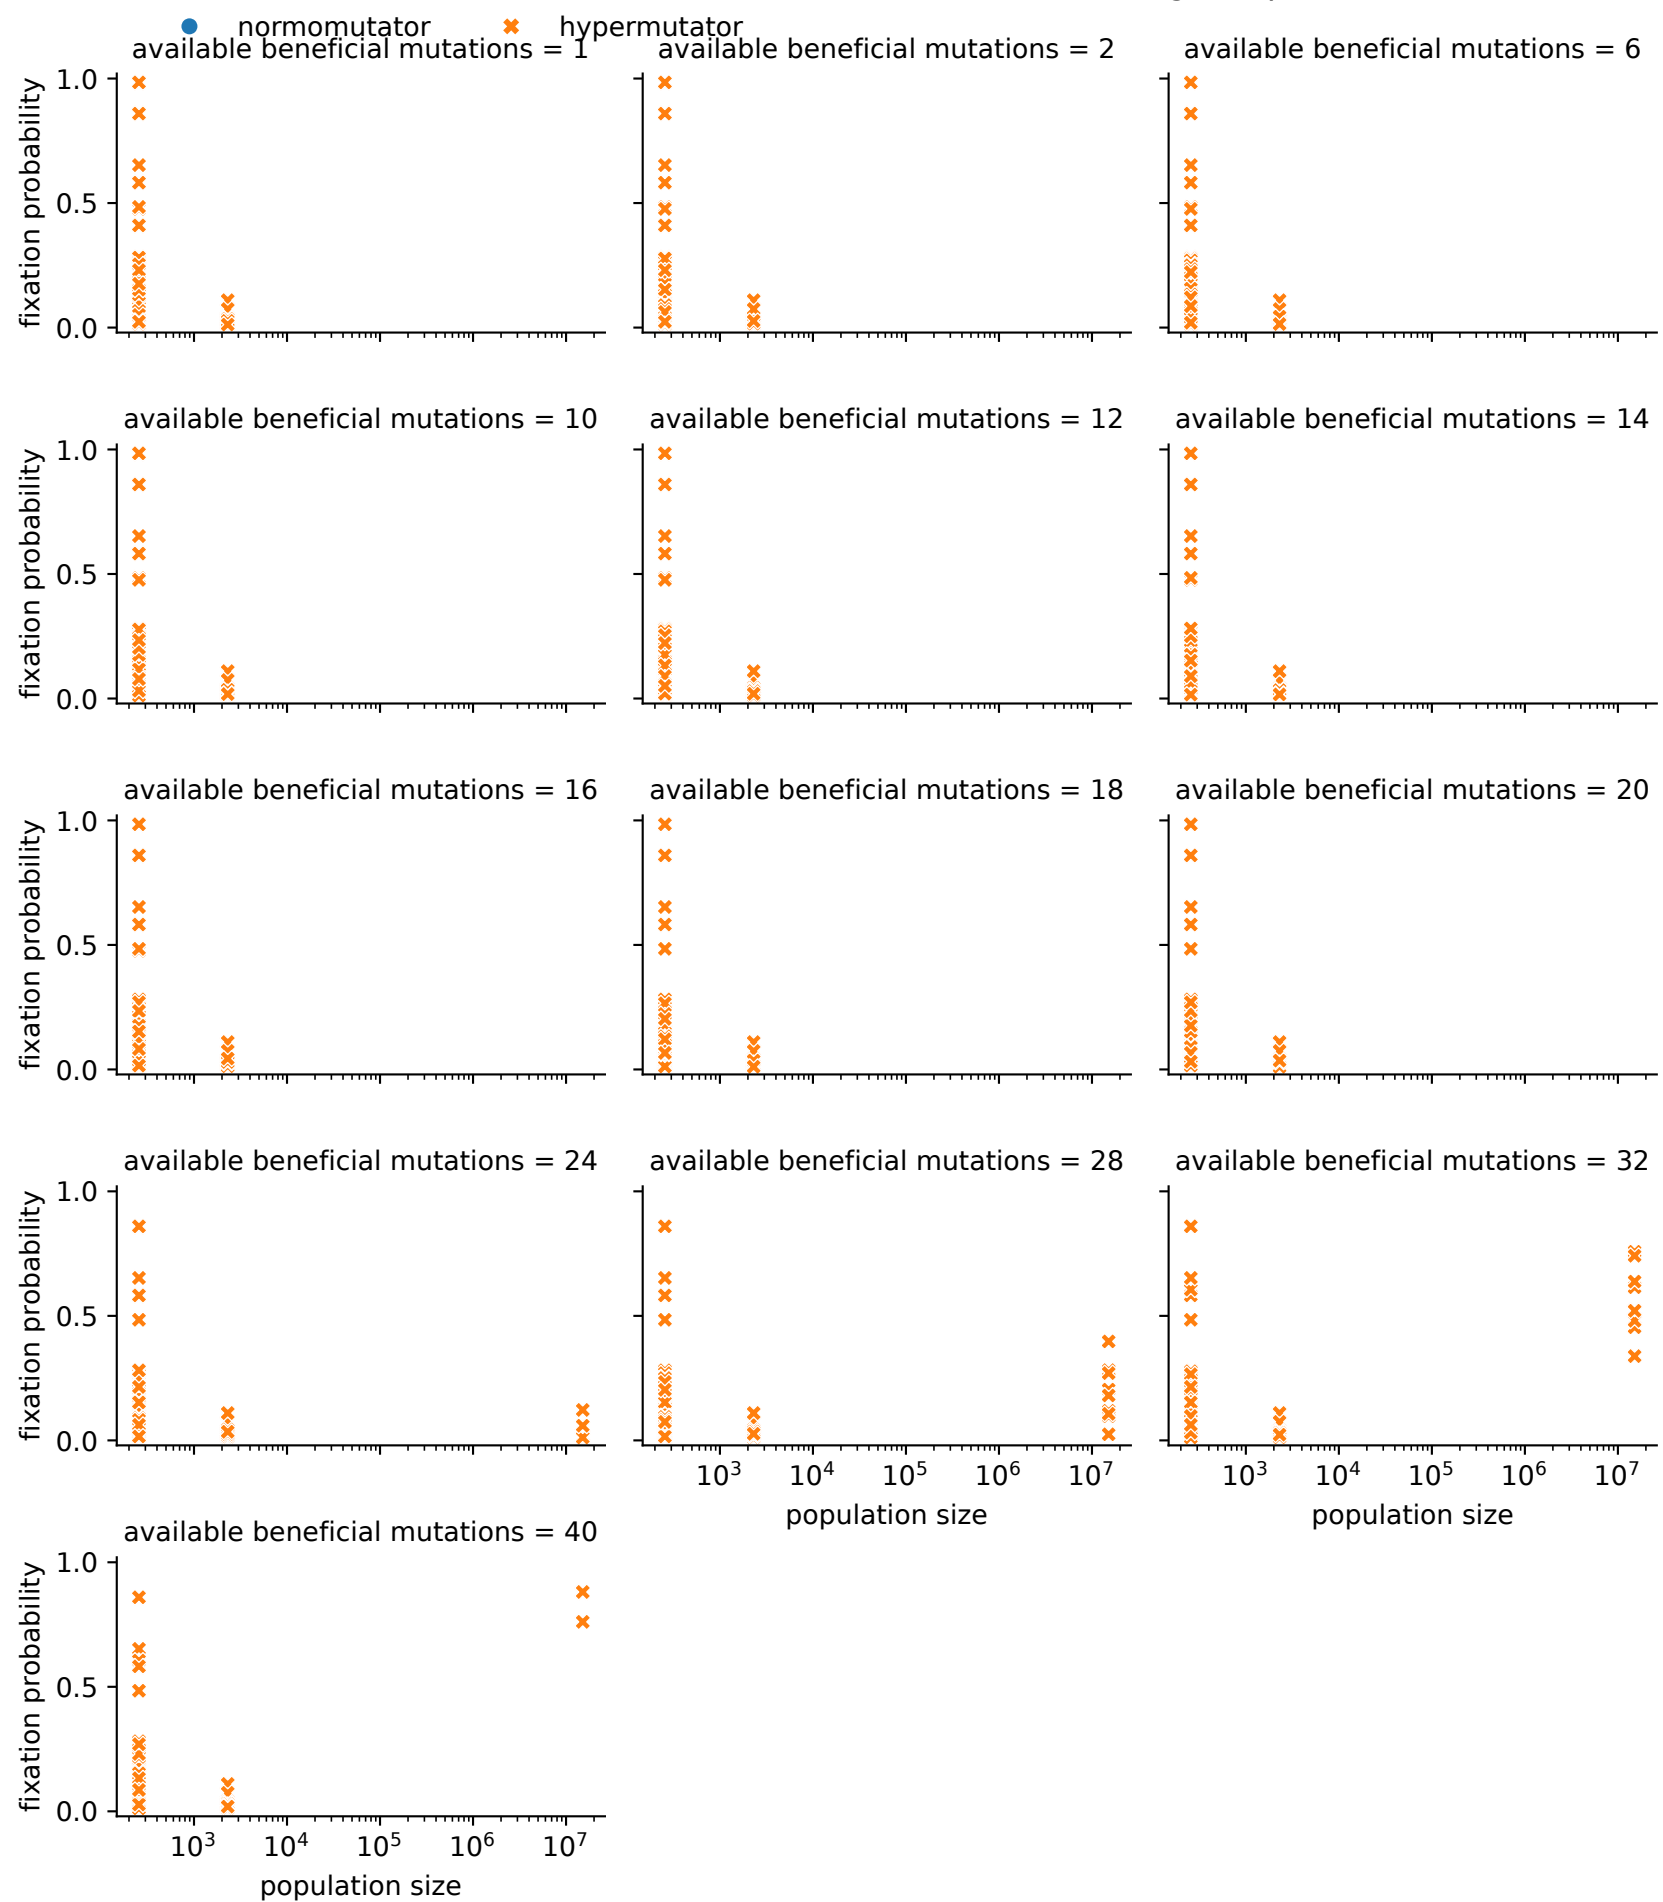 normomutator hypermutator
available beneficial mutations = 1 available beneficial mutations = 2 available beneficial mutations = 6
1.0
0.5
0.0
fixation probability
available beneficial mutations = 10 available beneficial mutations = 12 available beneficial mutations = 14
1.0
0.5
0.0
fixation probability
available beneficial mutations = 16 available beneficial mutations = 18 available beneficial mutations = 20
1.0
0.5
0.0
fixation probability
available beneficial mutations = 24 available beneficial mutations = 28 available beneficial mutations = 32
1.0
0.5
0.0
fixation probability
10³ 10⁴ 10⁵ 10⁶ 10⁷ 10³ 10⁴ 10⁵ 10⁶ 10⁷
population size population size
available beneficial mutations = 40
1.0
0.5
0.0
fixation probability
10³ 10⁴ 10⁵ 10⁶ 10⁷
population size